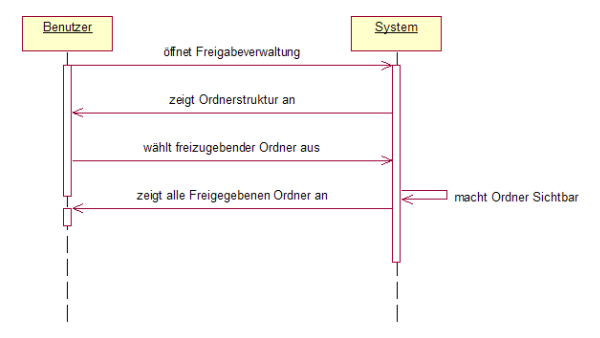 Benutzer
System
öffnet Freigabeverwaltung
zeigt Ordnerstruktur an
wählt freizugebender Ordner aus
zeigt alle Freigegebenen Ordner an
macht Ordner Sichtbar